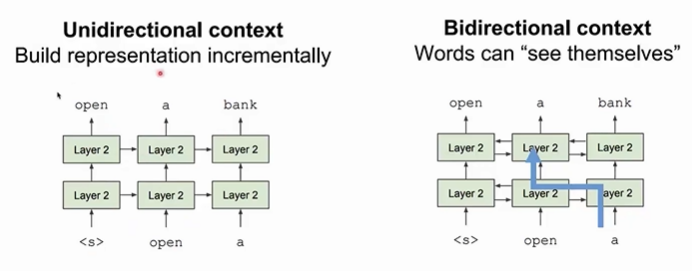 Unidirectional context
Build representation incrementally
open a bank
Layer 2 Layer 2 Layer 2
Layer 2 Layer 2 Layer 2
<s> open a
Bidirectional context
Words can “see themselves”
open a bank
Layer 2 Layer 2 Layer 2
Layer 2 Layer 2 ayer 2
<s> open a